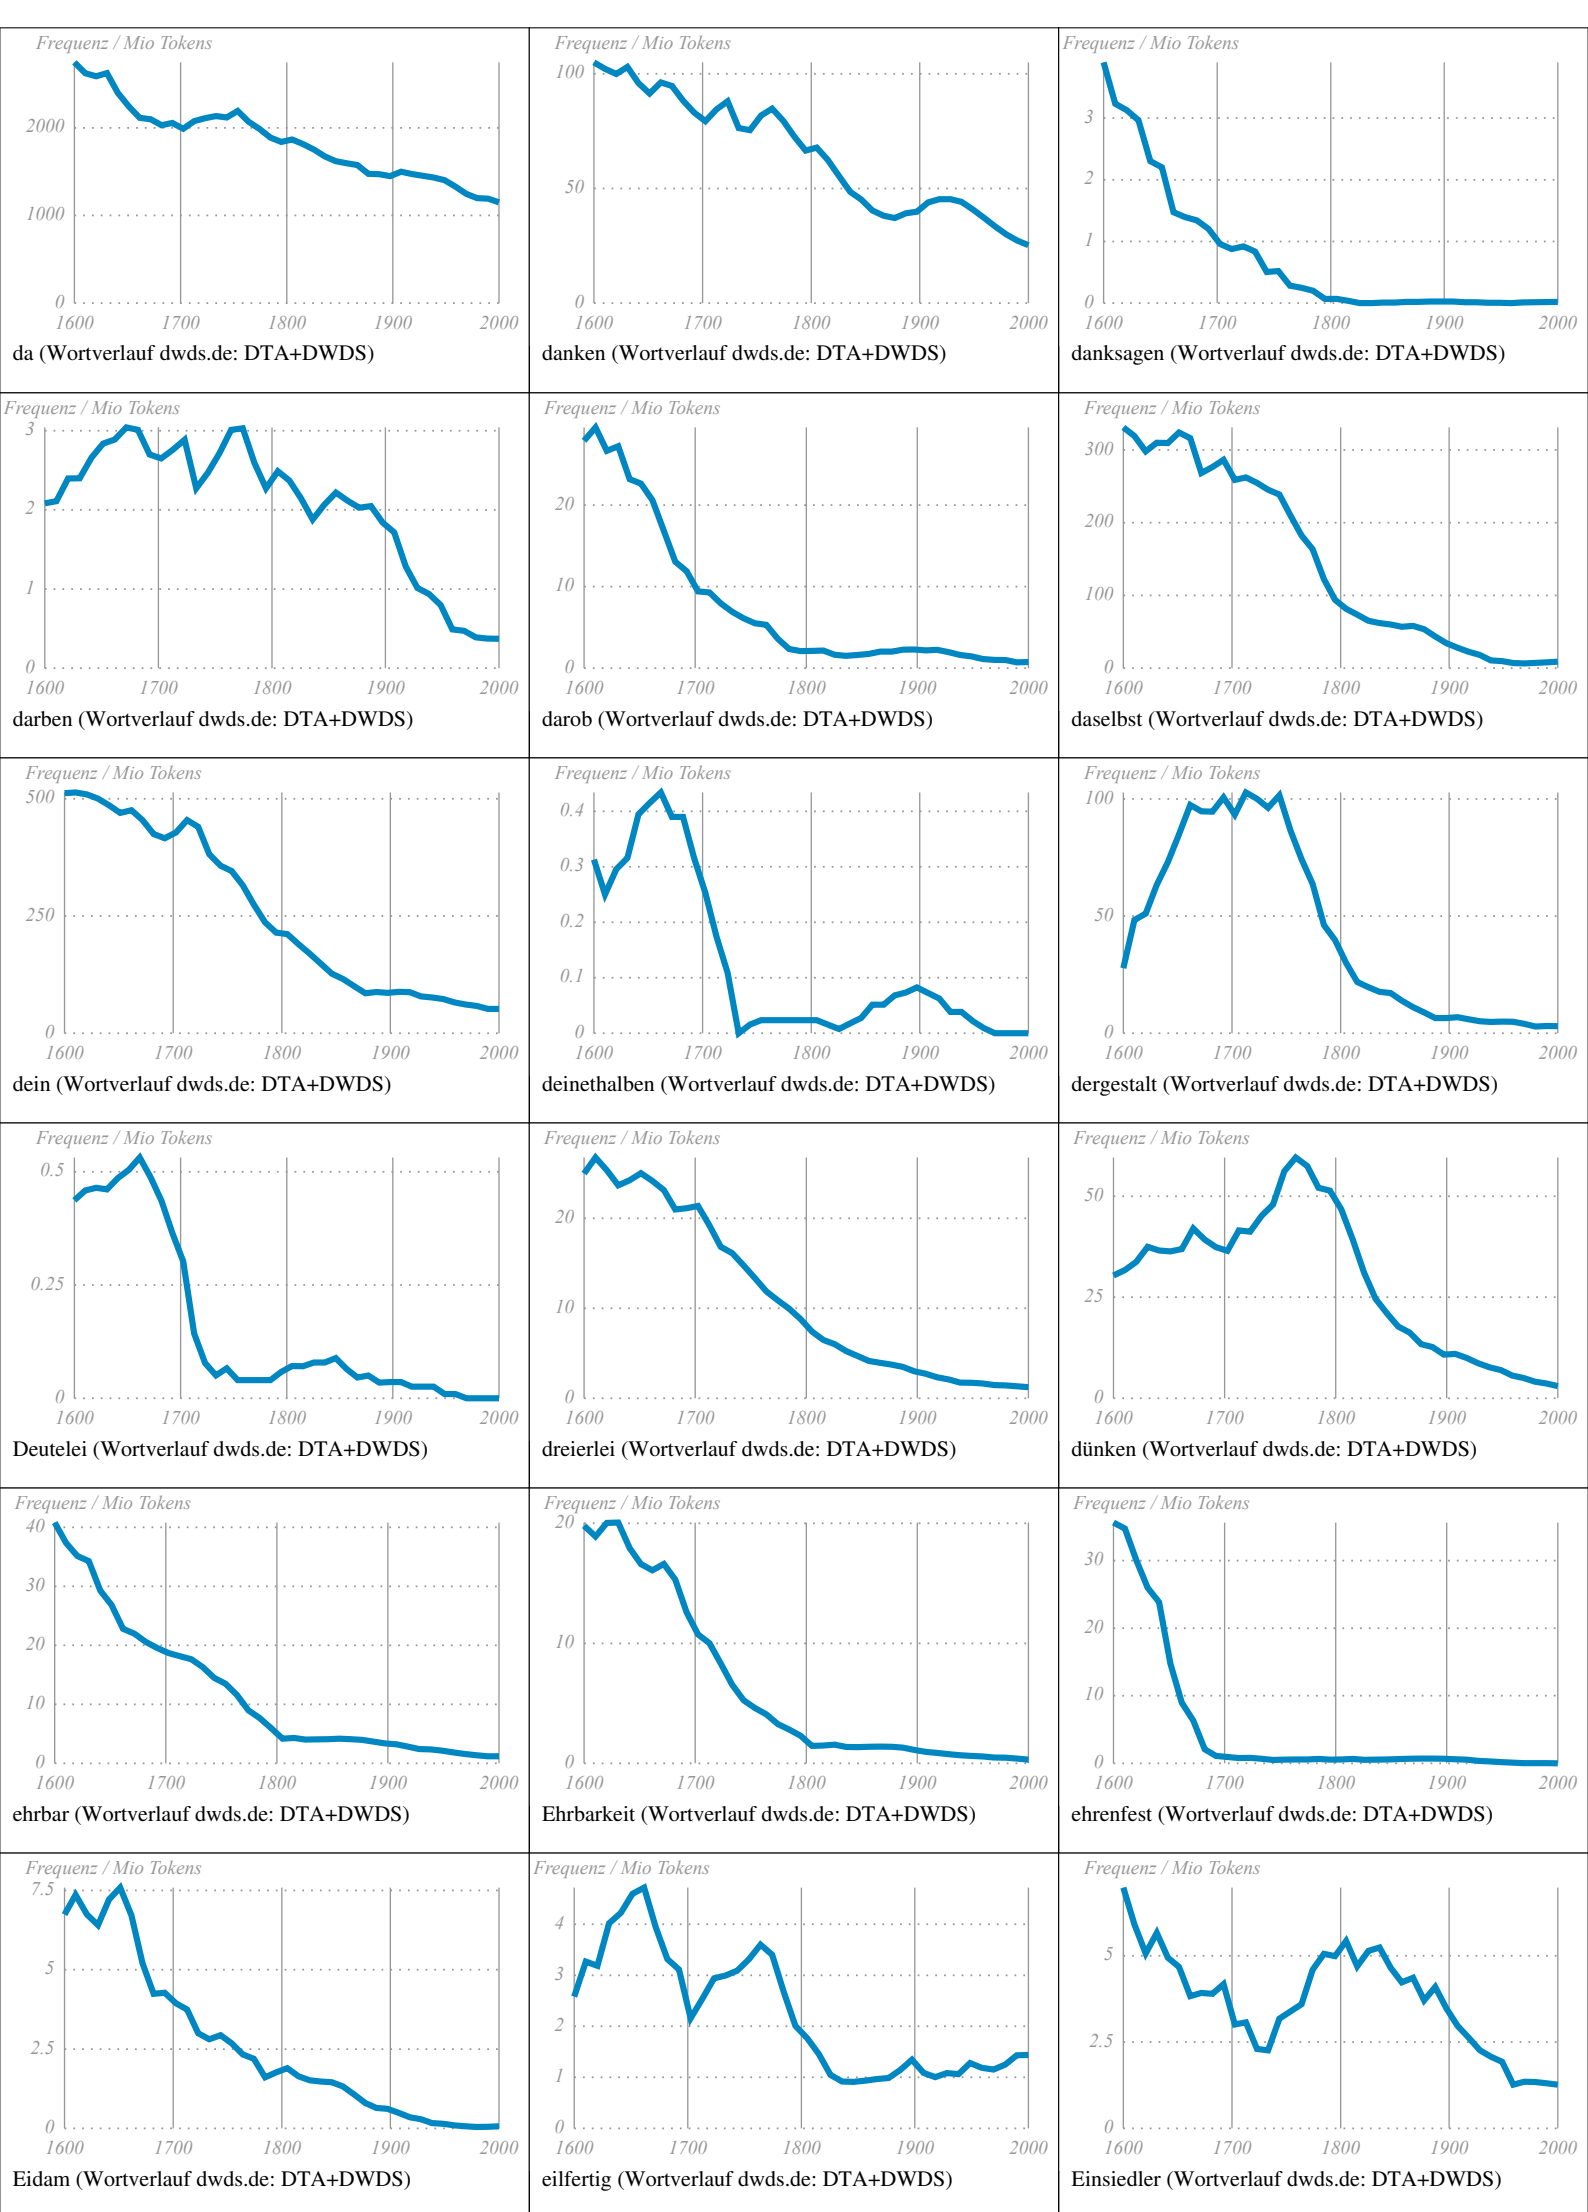 Frequenz / Mio Tokens
2000
1000
0
1600 1700 1800 1900 2000
da (Wortverlauf dwds.de: DTA+DWDS)
Frequenz / Mio Tokens
100
50
0
1600 1700 1800 1900 2000
danken (Wortverlauf dwds.de: DTA+DWDS)
Frequenz / Mio Tokens
3
2
1
0
1600 1700 1800 1900 2000
danksagen (Wortverlauf dwds.de: DTA+DWDS)
Frequenz / Mio Tokens
3
2
1
0
1600 1700 1800 1900 2000
darben (Wortverlauf dwds.de: DTA+DWDS)
Frequenz / Mio Tokens
20
10
0
1600 1700 1800 1900 2000
darob (Wortverlauf dwds.de: DTA+DWDS)
Frequenz / Mio Tokens
300
200
100
0
1600 1700 1800 1900 2000
daselbst (Wortverlauf dwds.de: DTA+DWDS)
Frequenz / Mio Tokens
500
250
0
1600 1700 1800 1900 2000
dein (Wortverlauf dwds.de: DTA+DWDS)
Frequenz / Mio Tokens
0.4
0.3
0.2
0.1
0
1600 1700 1800 1900 2000
deinethalben (Wortverlauf dwds.de: DTA+DWDS)
Frequenz / Mio Tokens
100
50
0
1600 1700 1800 1900 2000
dergestalt (Wortverlauf dwds.de: DTA+DWDS)
Frequenz / Mio Tokens
0.5
0.25
0
1600 1700 1800 1900 2000
Deutelei (Wortverlauf dwds.de: DTA+DWDS)
Frequenz / Mio Tokens
20
10
0
1600 1700 1800 1900 2000
dreierlei (Wortverlauf dwds.de: DTA+DWDS)
Frequenz / Mio Tokens
50
25
0
1600 1700 1800 1900 2000
dünken (Wortverlauf dwds.de: DTA+DWDS)
Frequenz / Mio Tokens
40
30
20
10
0
1600 1700 1800 1900 2000
ehrbar (Wortverlauf dwds.de: DTA+DWDS)
Frequenz / Mio Tokens
20
10
0
1600 1700 1800 1900 2000
Ehrbarkeit (Wortverlauf dwds.de: DTA+DWDS)
Frequenz / Mio Tokens
30
20
10
0
1600 1700 1800 1900 2000
ehrenfest (Wortverlauf dwds.de: DTA+DWDS)
Frequenz / Mio Tokens
7.5
5
2.5
0
1600 1700 1800 1900 2000
Eidam (Wortverlauf dwds.de: DTA+DWDS)
Frequenz / Mio Tokens
4
3
2
1
0
1600 1700 1800 1900 2000
eilfertig (Wortverlauf dwds.de: DTA+DWDS)
Frequenz / Mio Tokens
5
2.5
0
1600 1700 1800 1900 2000
Einsiedler (Wortverlauf dwds.de: DTA+DWDS)